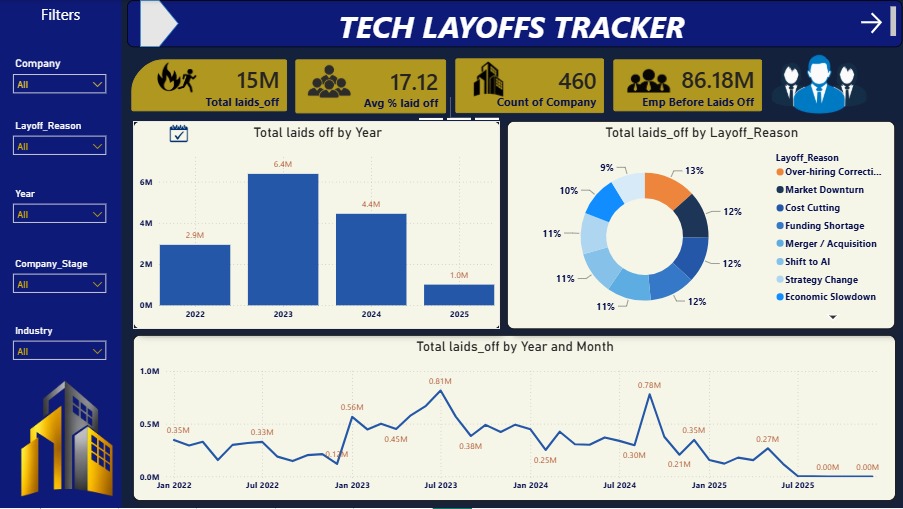 Filters
TECH LAYOFFS TRACKER
Company
All
Layoff_Reason
All
Year
All
Company_Stage
All
Industry
All
15M
Total laids_off
17.12
Avg % laid off
460
Count of Company
86.18M
Emp Before Laids Off
Total laids off by Year
6M
4M
2M
0M
2.9M
6.4M
4.4M
1.0M
2022
2023
2024
2025
Total laids_off by Layoff_Reason
13%
12%
12%
12%
11%
11%
11%
10%
9%
Layoff_Reason
Over-hiring Correcti...
Market Downturn
Cost Cutting
Funding Shortage
Merger / Acquisition
Shift to AI
Strategy Change
Economic Slowdown
Total laids_off by Year and Month
1.0M
0.5M
0.0M
0.35M
0.33M
0.56M
0.45M
0.81M
0.38M
0.25M
0.30M
0.78M
0.21M
0.35M
0.27M
0.00M
0.00M
Jan 2022
Jul 2022
Jan 2023
Jul 2023
Jan 2024
Jul 2024
Jan 2025
Jul 2025